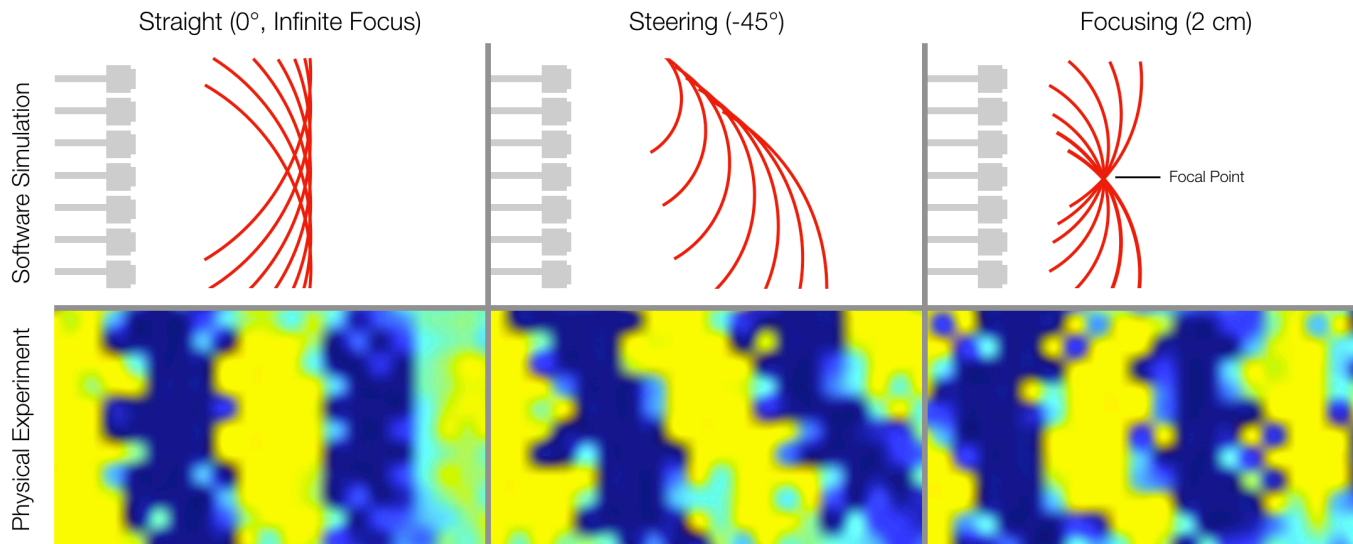 Straight (0°, Infinite Focus)
Steering (-45°)
Focusing (2 cm)
Software Simulation
Focal Point
Physical Experiment